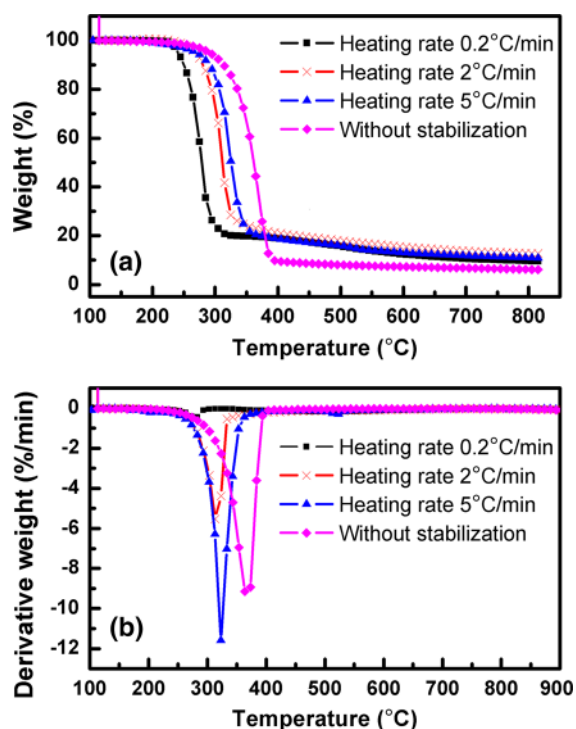 100
80
60
40
20
0
Weight (%)
Heating rate 0.2°C/min
Heating rate 2°C/min
Heating rate 5°C/min
Without stabilization
(a)
100 200 300 400 500 600 700 800
Temperature (°C)
0
-2
-4
-6
-8
-10
-12
Derivative weight (%/min)
Heating rate 0.2°C/min
Heating rate 2°C/min
Heating rate 5°C/min
Without stabilization
(b)
100 200 300 400 500 600 700 800 900
Temperature (°C)